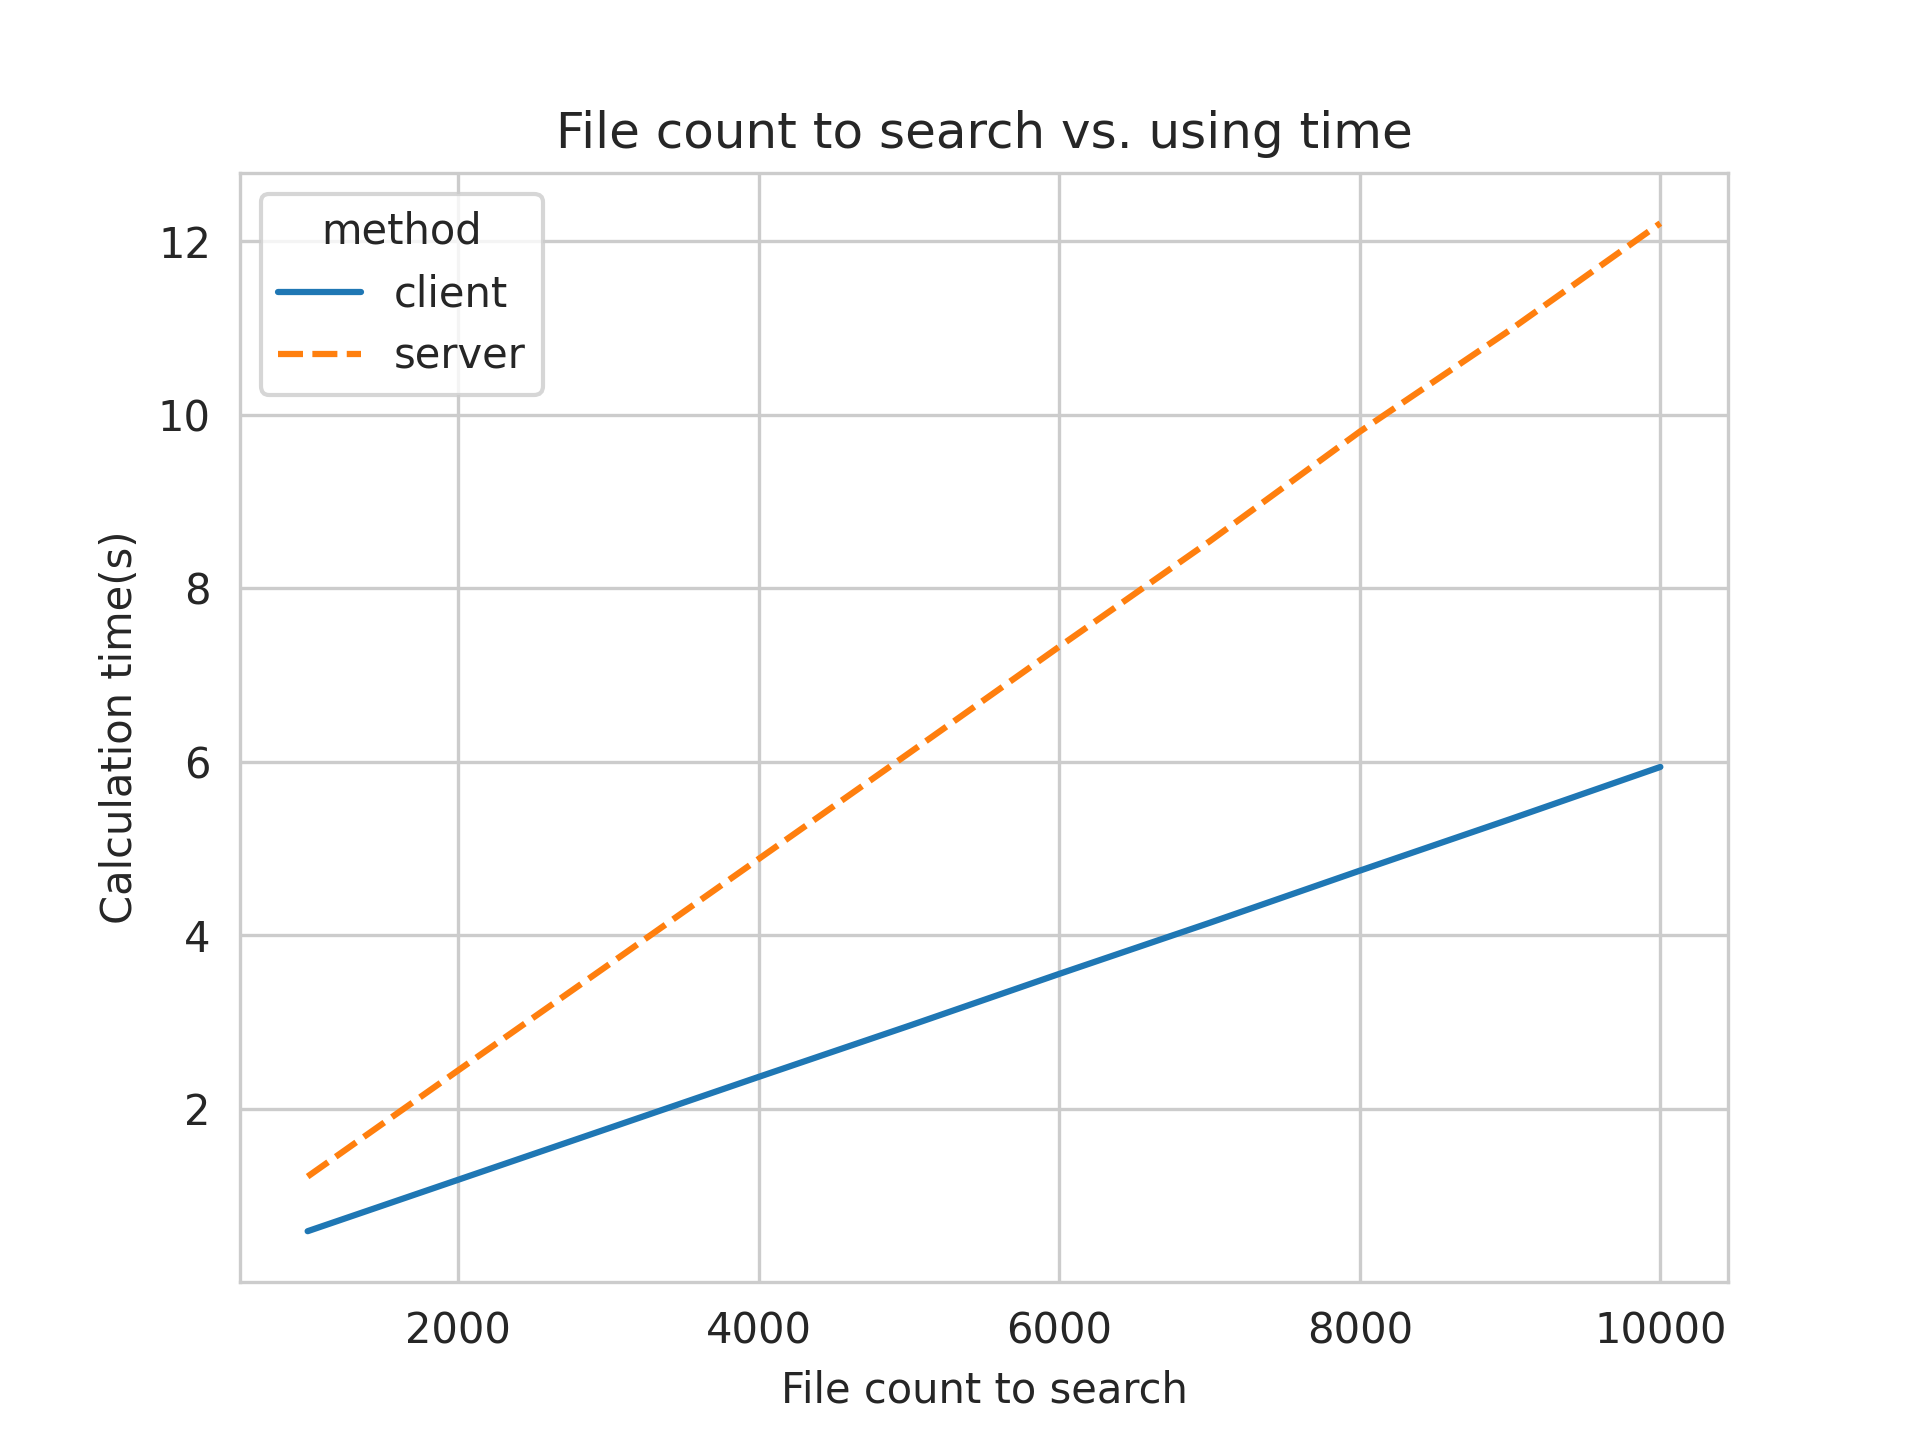 File count to search vs. using time
method
client
server
12
10
8
6
4
2
Calculation time(s)
2000 4000 6000 8000 10000
File count to search